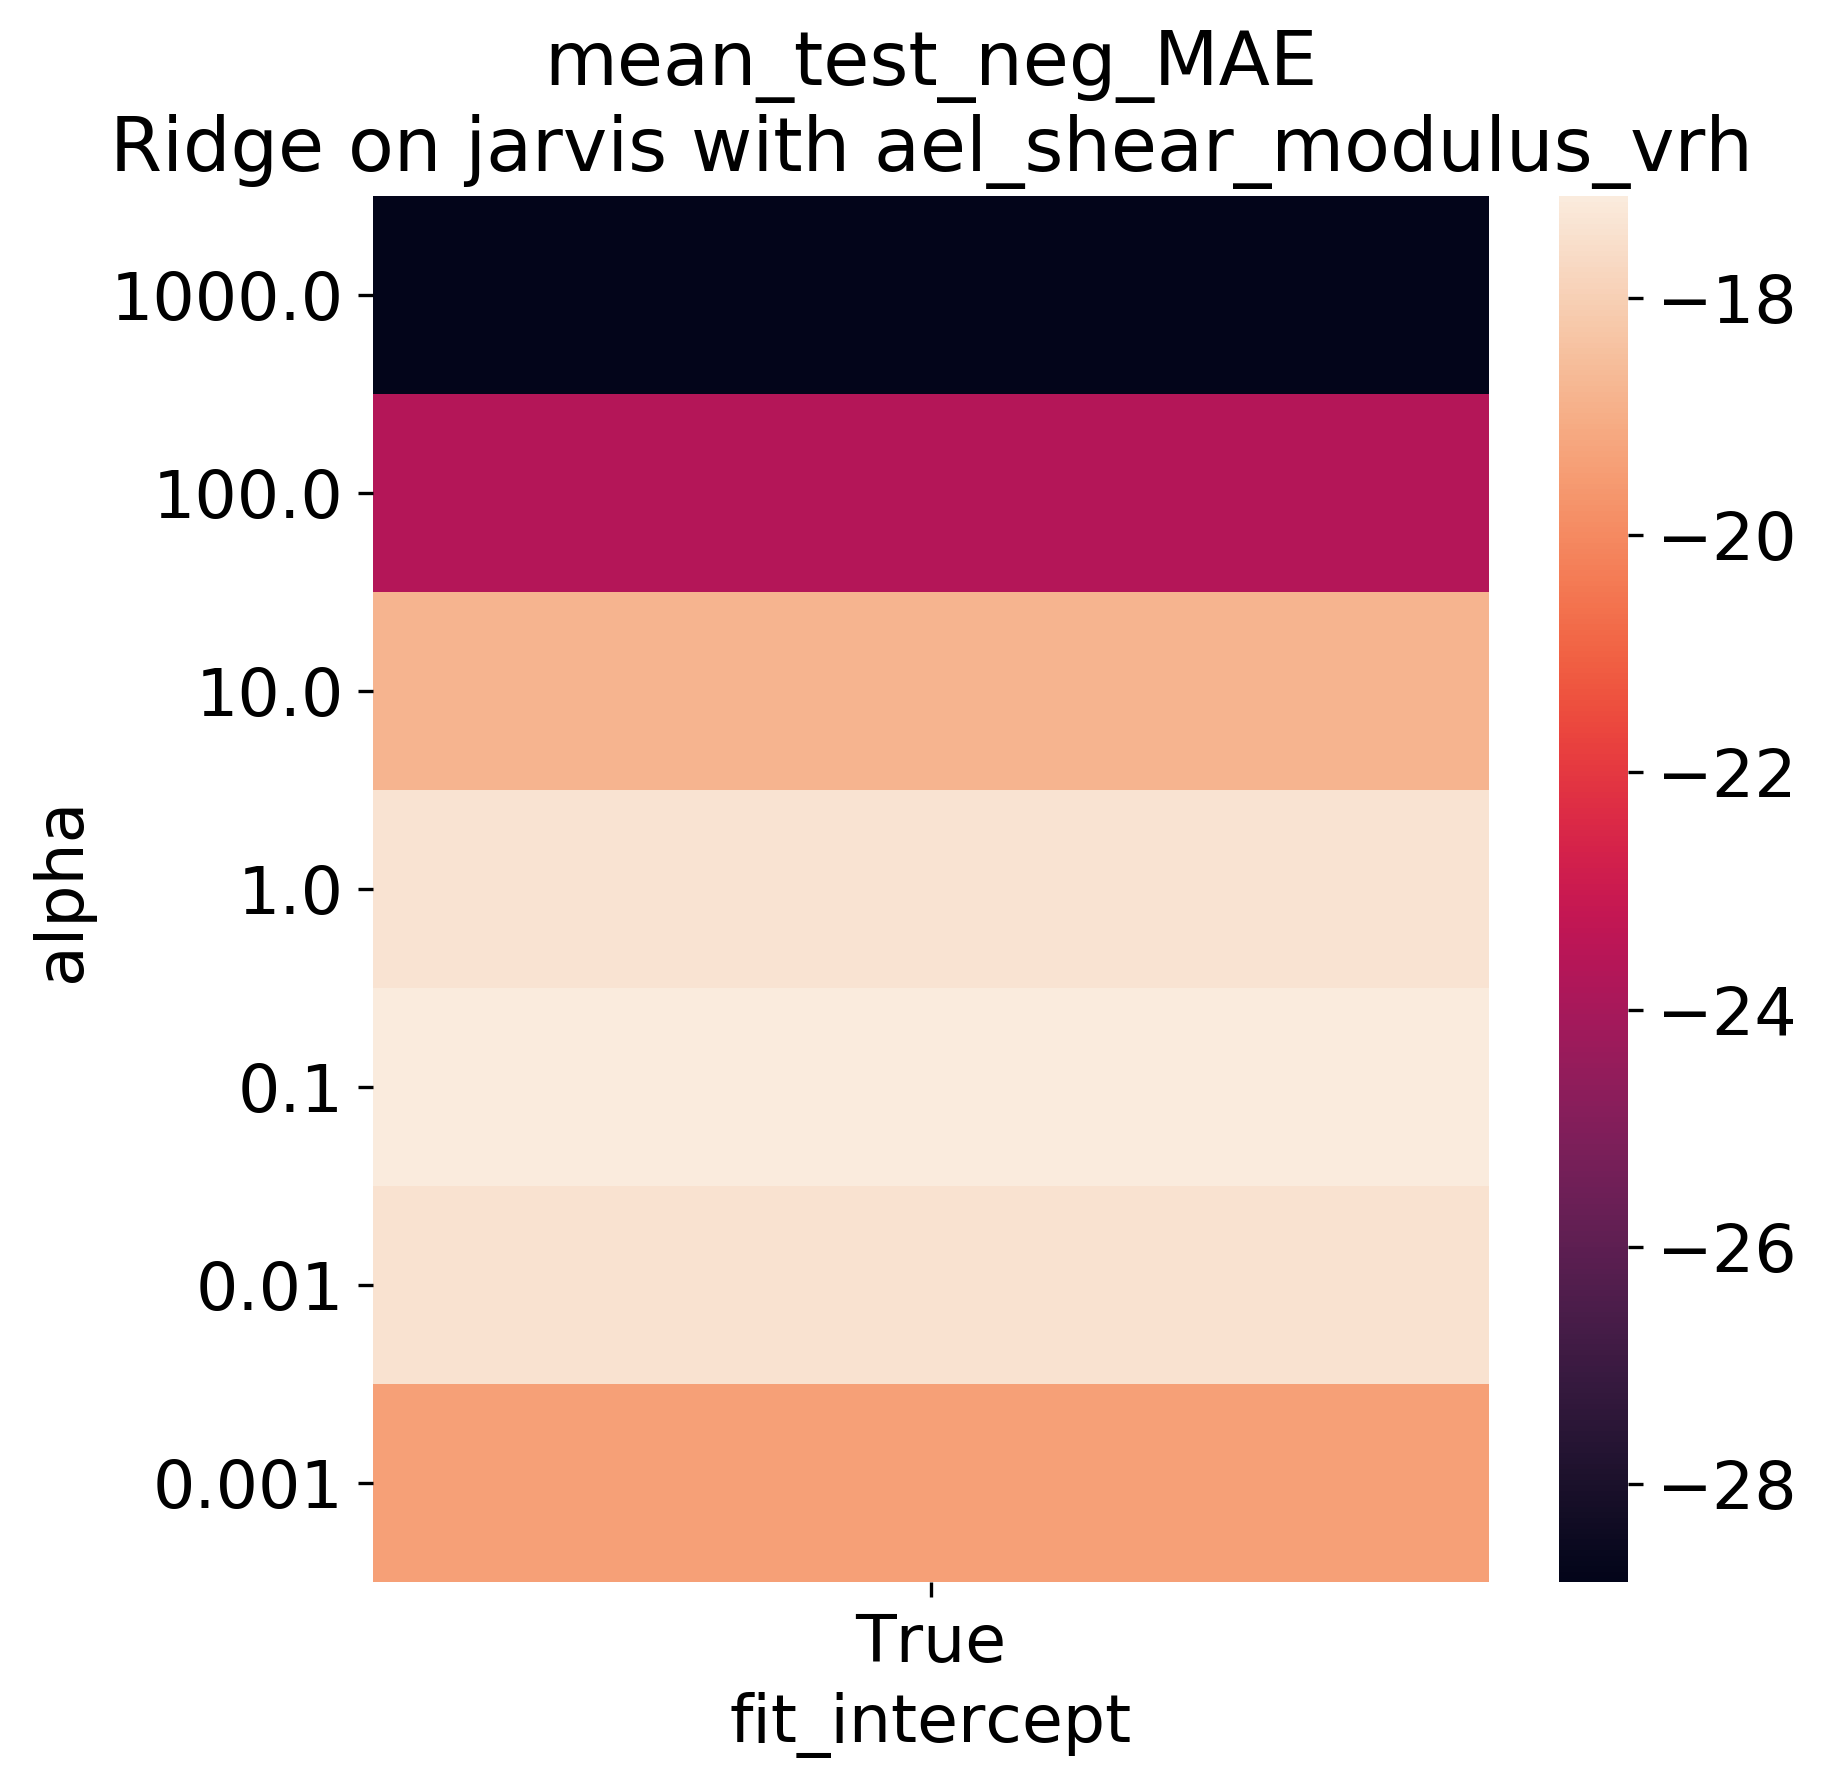 mean_test_neg_MAE
Ridge on jarvis with ael_shear_modulus_vrh
1000.0
100.0
10.0
1.0
0.1
0.01
0.001
alpha
True
fit_intercept
−18
−20
−22
−24
−26
−28